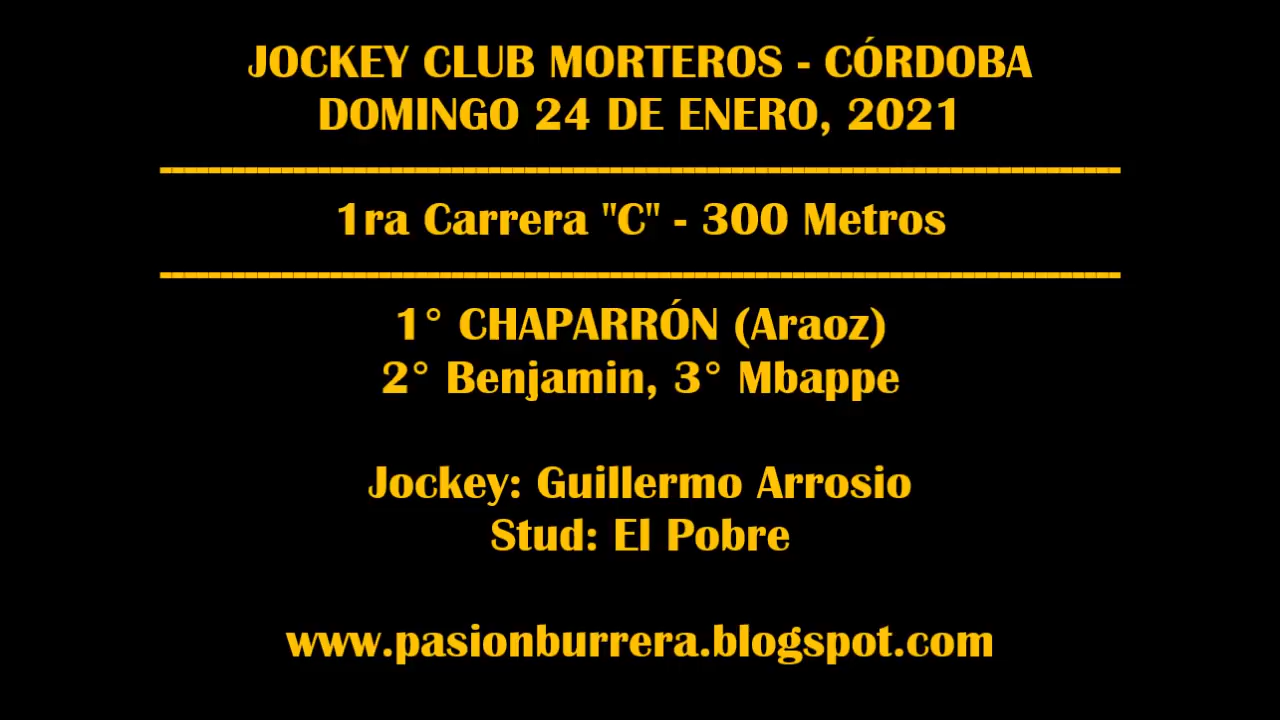 JOCKEY CLUB MORTEROS - CÓRDOBA
DOMINGO 24 DE ENERO, 2021
1ra Carrera "C" - 300 Metros
1° CHAPARRÓN (Araoz)
2° Benjamin, 3° Mbappe
Jockey: Guillermo Arrosio
Stud: El Pobre
www.pasionburrera.blogspot.com